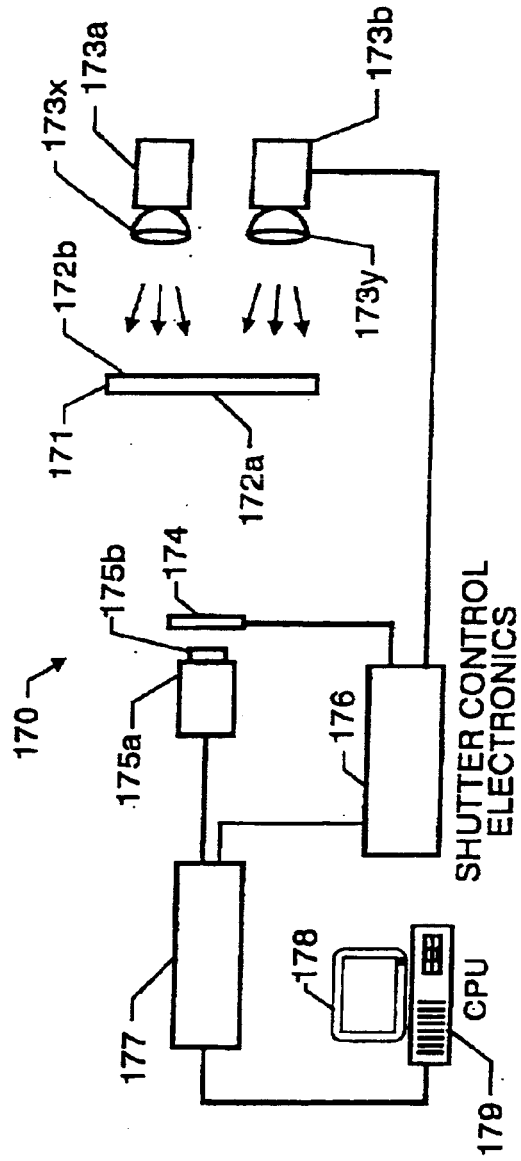 170
171
172b
173x
173a
175b
174
175a
172a
173y
173b
177
176
178
SHUTTER CONTROL
ELECTRONICS
CPU
179